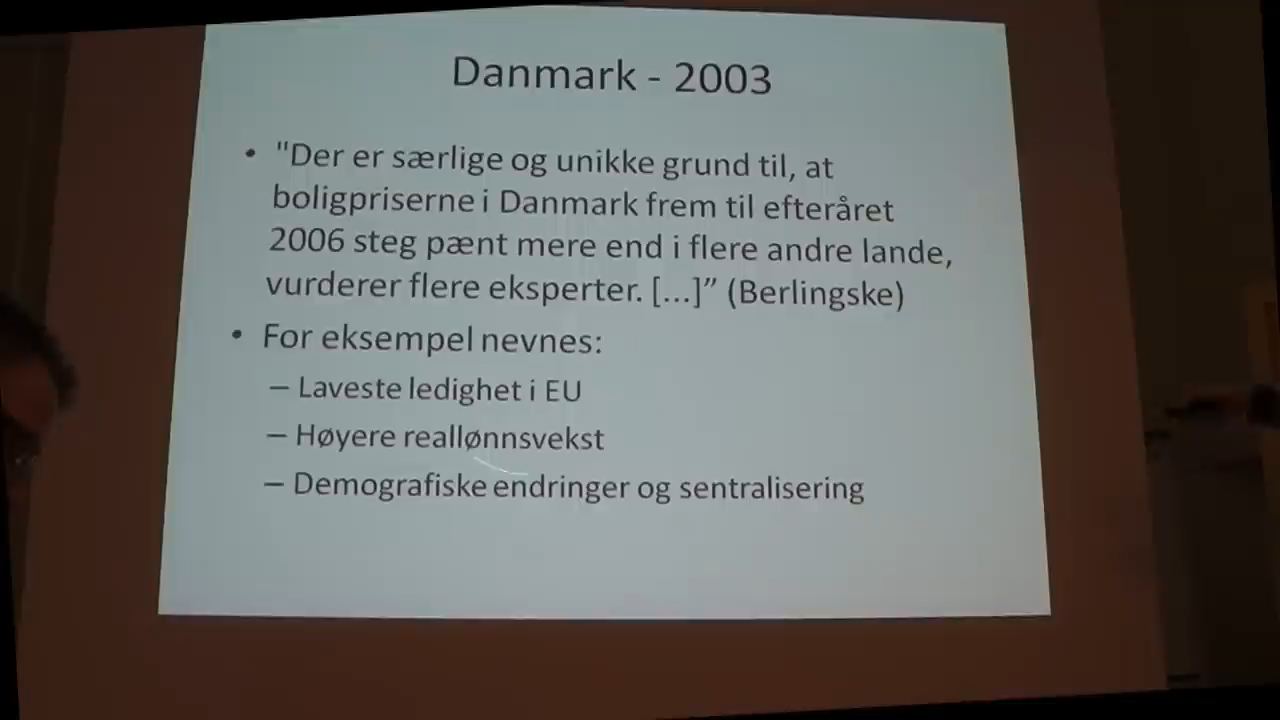 Danmark - 2003
• "Der er særlige og unikke grund til, at
boligpriserne i Danmark frem til efteråret
2006 steg pænt mere end i flere andre lande,
vurderer flere eksperter. [...]” (Berlingske)
• For eksempel nevnes:
– Laveste ledighet i EU
– Høyere reallønnsvekst
– Demografiske endringer og sentralisering